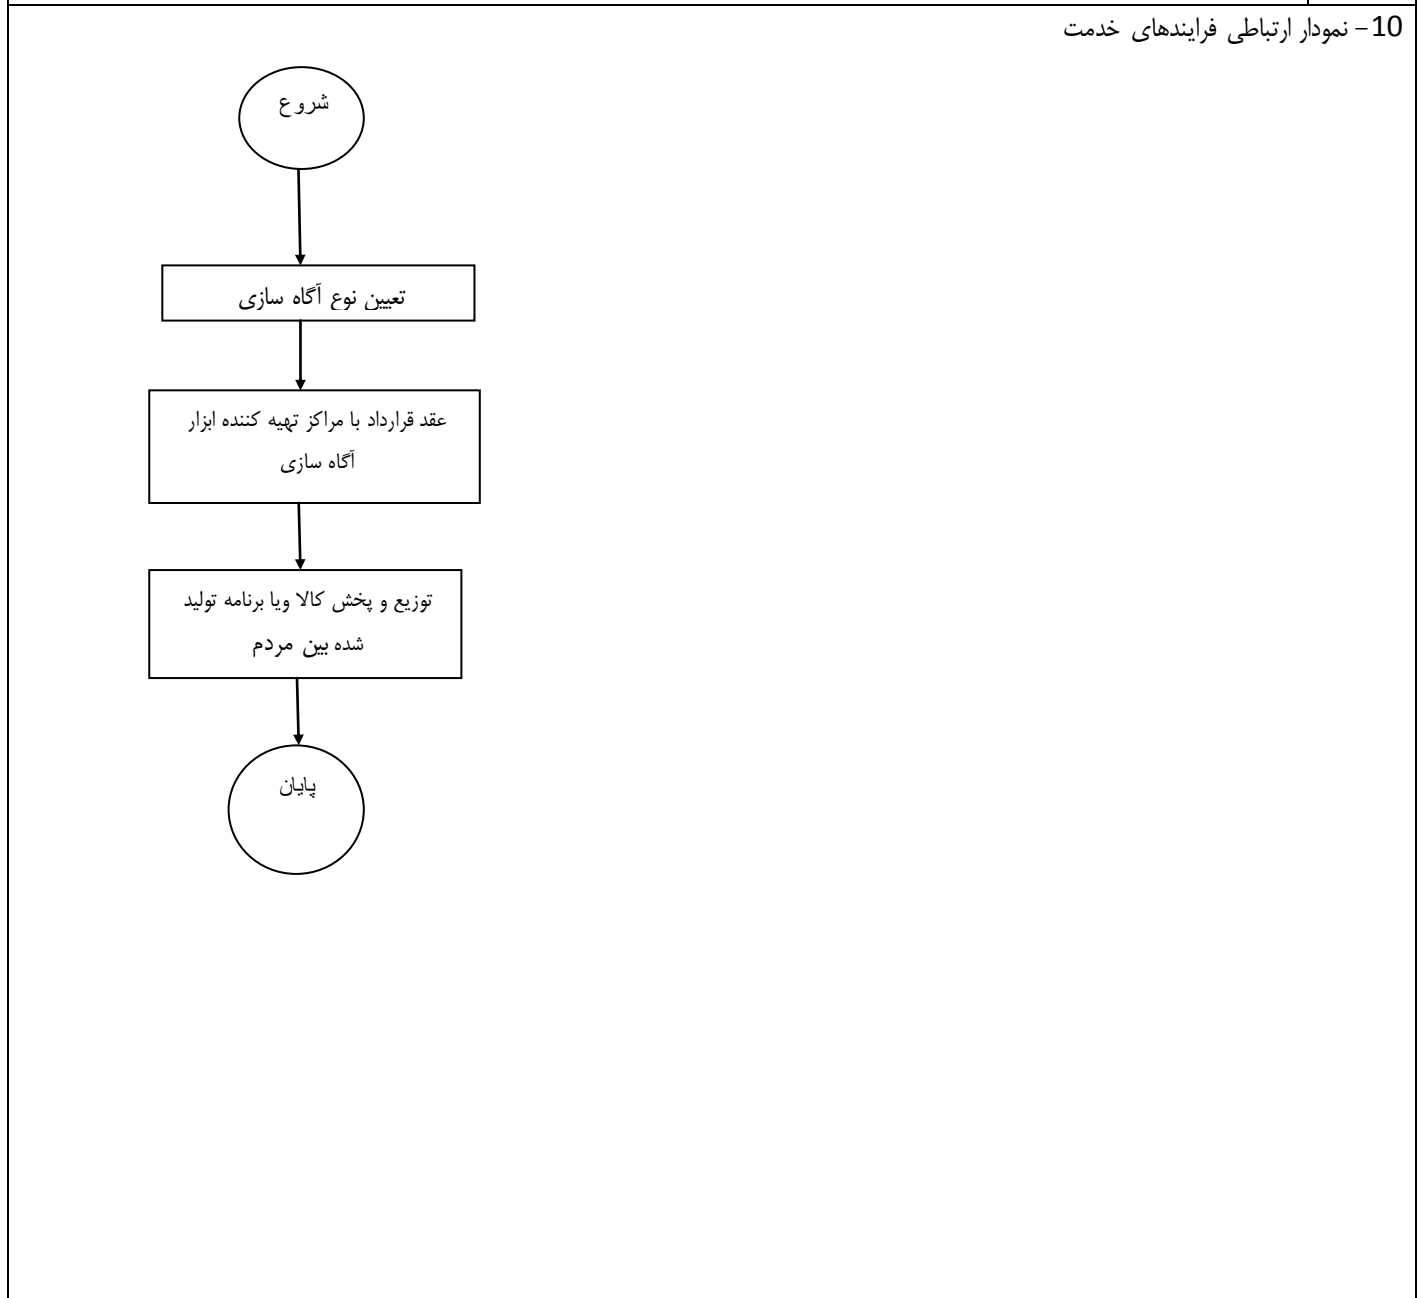 10- نمودار ارتباطی فرایندهای خدمت
شروع
تعیین نوع آگاه سازی
عقد قرارداد با مراکز تهیه کننده ابزار
آگاه سازی
توزیع و پخش کالا ویا برنامه تولید
شده بین مردم
پایان